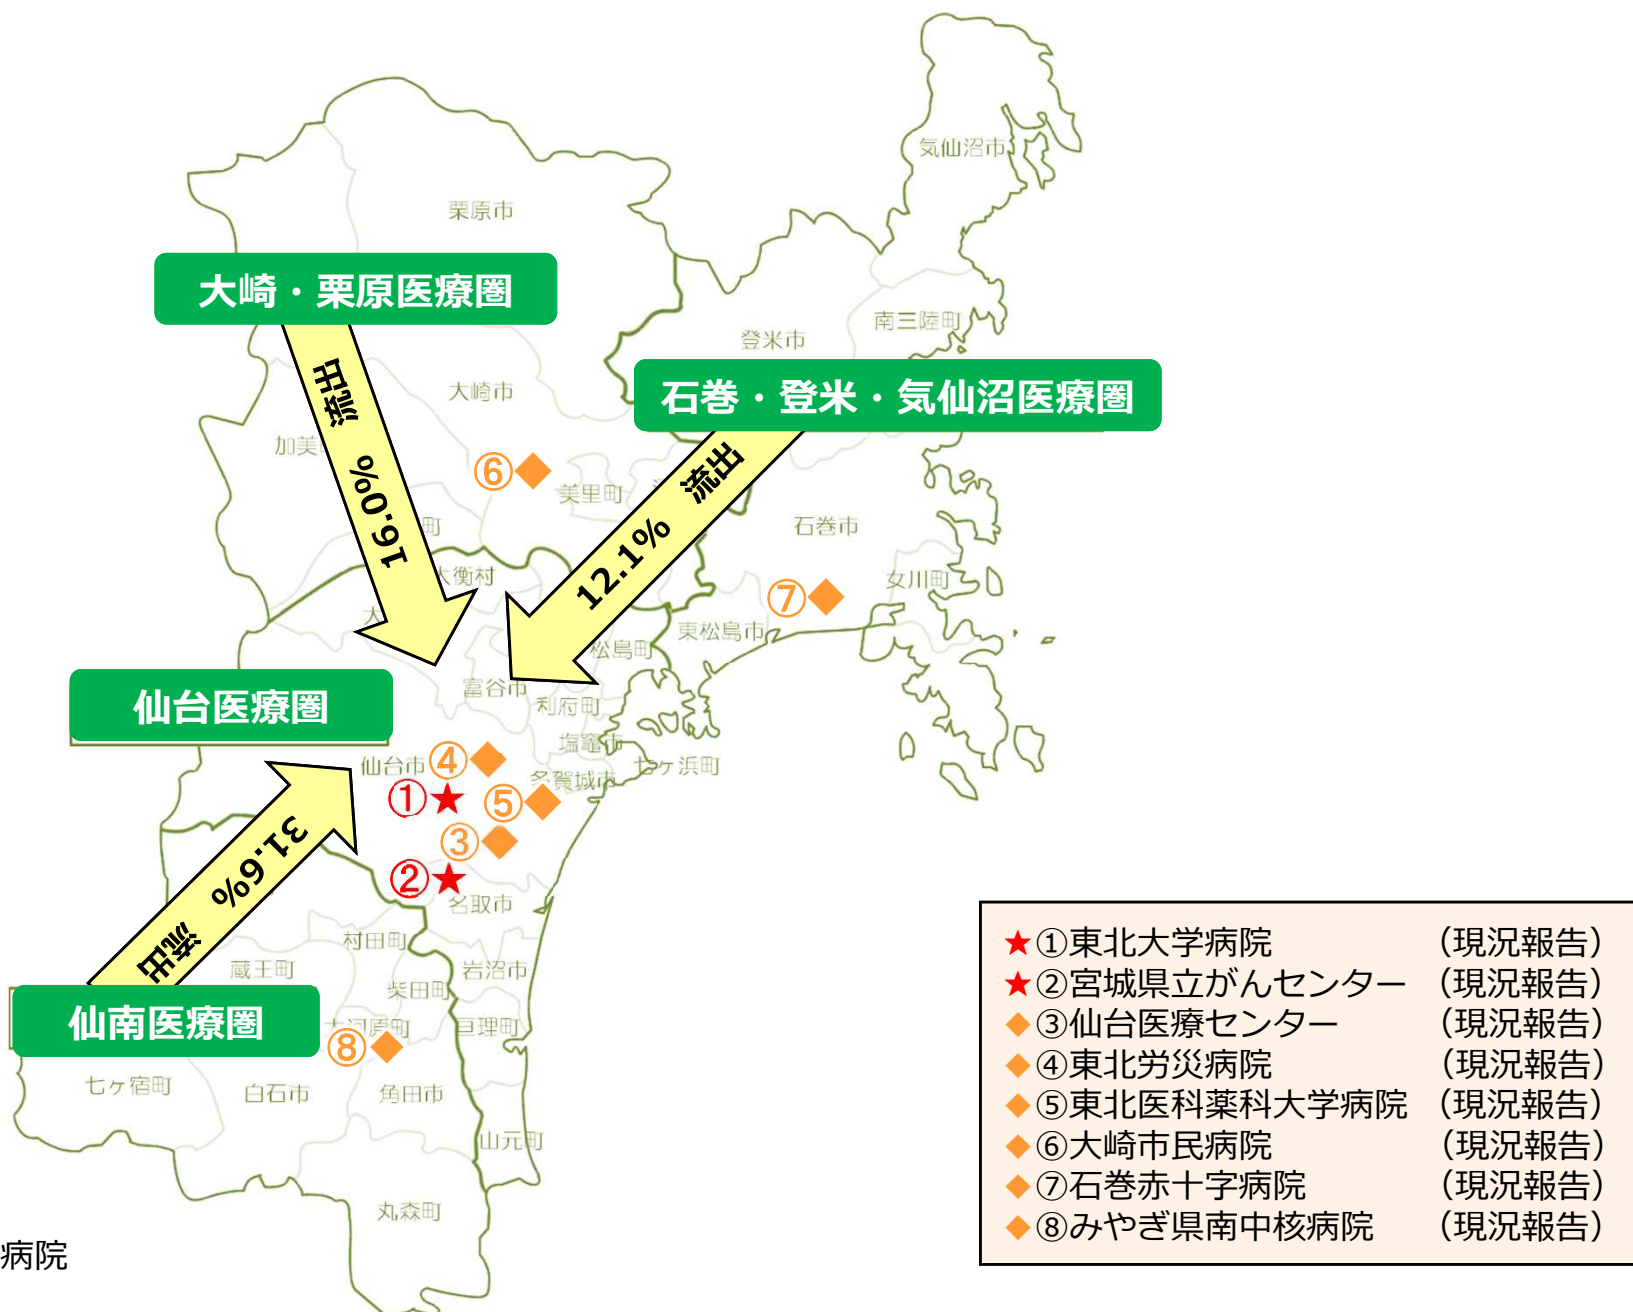 気仙沼市
栗原市
大崎・栗原医療圏
南三陸町
登米市
石巻・登米・気仙沼医療圏
流出 16.0%
大崎市
加美
流出 12.1%
⑥◆
美里町
町
石巻市
大衡村
女川町
⑦◆
大
東松島市
松島町
富谷市
仙台医療圏
利府町
塩竈市
仙台市
④◆
七ヶ浜町
多賀城市
①★
⑤◆
③◆
31.6% 流出
②★
名取市
村田町
蔵王町
岩沼市
柴田町
仙南医療圏
大河原町
亘理町
⑧◆
七ヶ宿町
白石市
角田市
山元町
丸森町
病院
★①東北大学病院 (現況報告)
★②宮城県立がんセンター (現況報告)
◆③仙台医療センター (現況報告)
◆④東北労災病院 (現況報告)
◆⑤東北医科薬科大学病院 (現況報告)
◆⑥大崎市民病院 (現況報告)
◆⑦石巻赤十字病院 (現況報告)
◆⑧みやぎ県南中核病院 (現況報告)